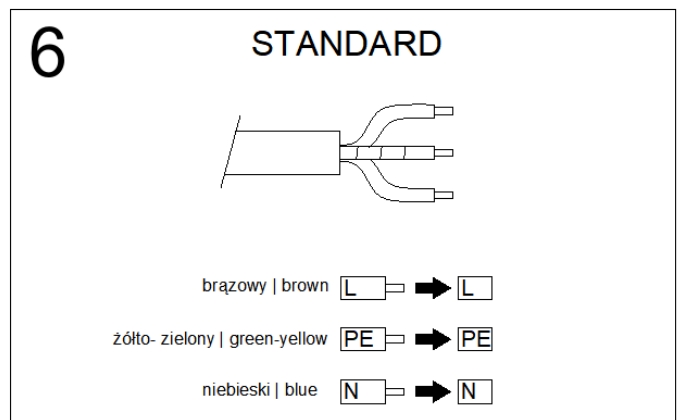 6 STANDARD
brązowy | brown L L
żółto- zielony | green-yellow PE PE
niebieski | blue N N